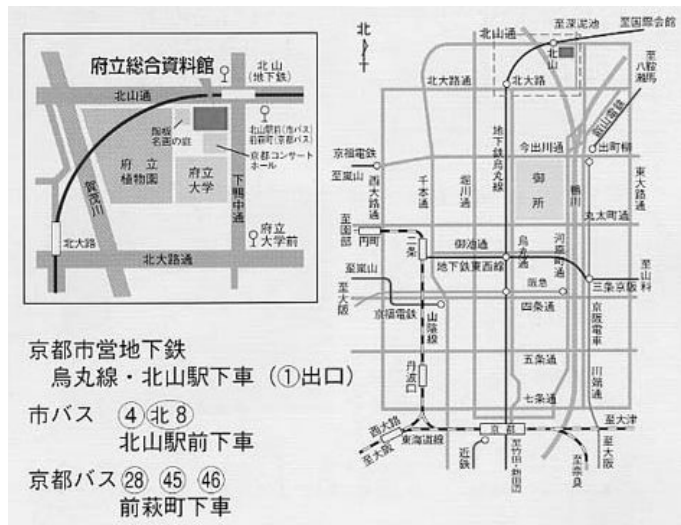 府立総合資料館
北山
(地下鉄)
北山通
陶板
名画の庭
北山駅前(市バス)
前萩町(京都バス)
京都コンサート
ホール
府立
植物園
府立
大学
賀茂川
下鴨中通
北大路
府立
大学前
北大路通
京都市営地下鉄
烏丸線・北山駅下車(①出口)
市バス ④ 北8
北山駅前下車
京都バス ㉘ ㊺ ㊻
前萩町下車
北
北山通
至深泥池
至国際会館
北山
至八瀬
鞍馬
北大路通
北大路
叡山電鉄
地下鉄烏丸線
今出川通
出町柳
京福電鉄
至嵐山
西大路通
千本通
堀川通
御所
鴨川
東大路通
丸太町通
至園部
円町
二条
御池通
烏丸通
河原町通
地下鉄東西線
至嵐山
至大阪
京福電鉄
阪急
三条京阪
至山科
山陰線
四条通
京阪電車
五条通
丹波口
川端通
七条通
西大路
至大阪
東海道線
京都
至大津
近鉄
至竹田・新田辺
至奈良
至大阪